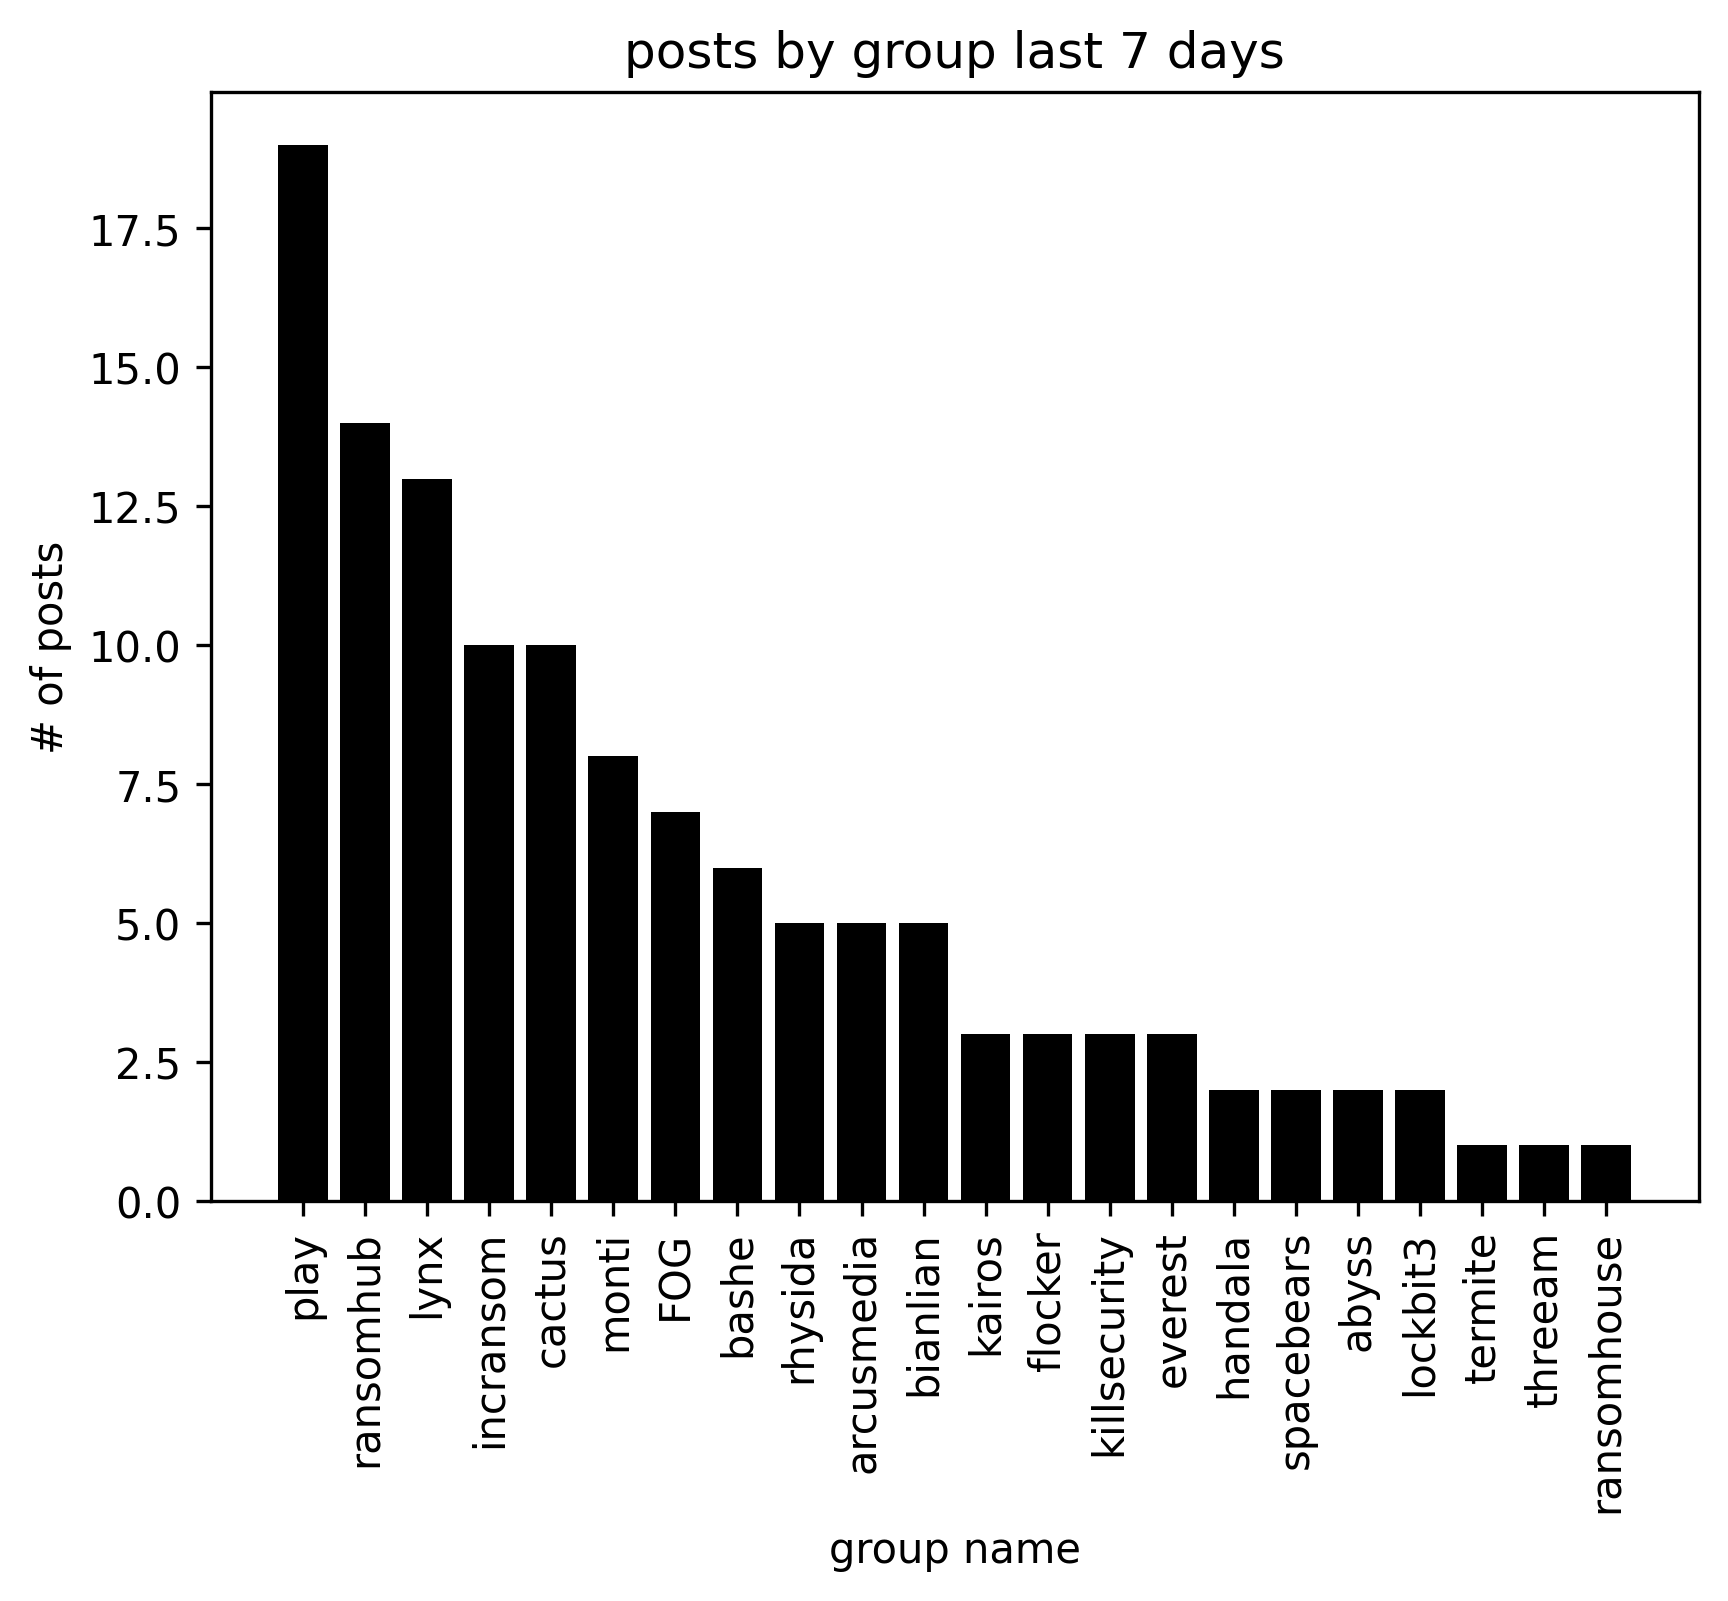 posts by group last 7 days
# of posts
17.5
15.0
12.5
10.0
7.5
5.0
2.5
0.0
play
ransomhub
lynx
incransom
cactus
monti
FOG
bashe
rhysida
arcusmedia
bianlian
kairos
flocker
killsecurity
everest
handala
spacebears
abyss
lockbit3
termite
threeam
ransomhouse
group name